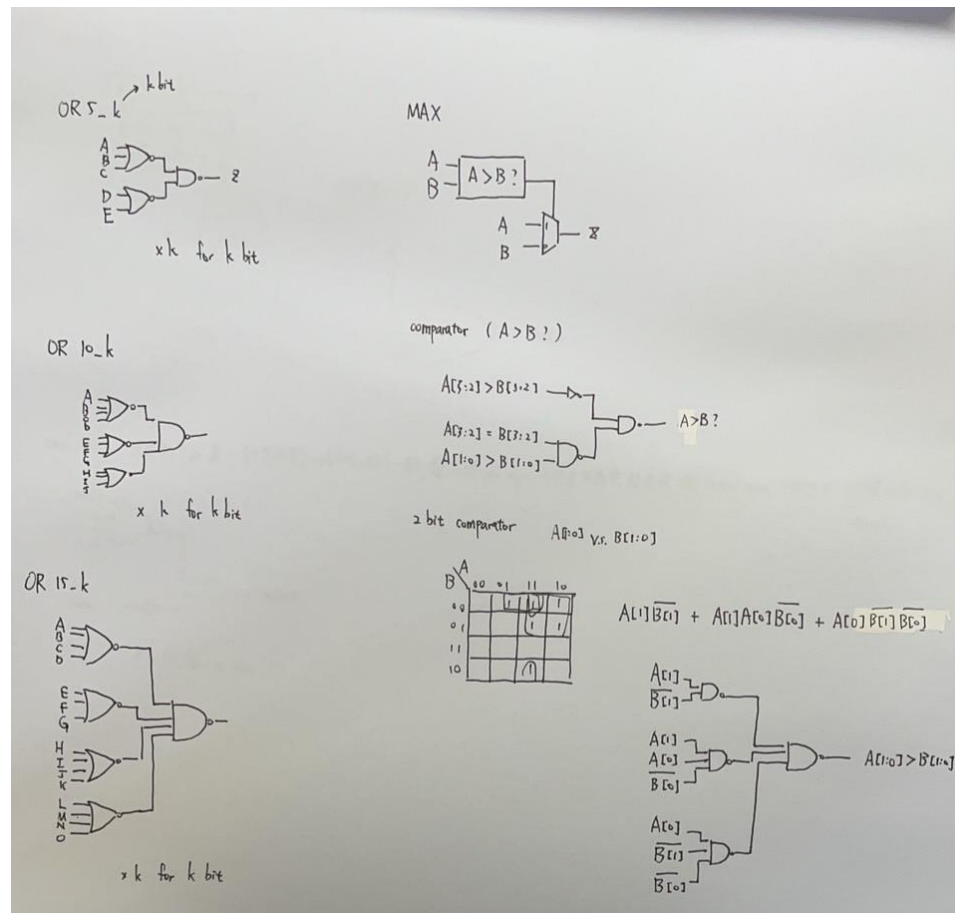 OR 5_k → k bit
A
B
C
D
E
z
x k for k bit
OR 10_k
A
B
C
D
E
F
G
H
I
J
x k for k bit
OR 15_k
A
B
C
D
E
F
G
H
I
J
K
L
M
N
O
x k for k bit
MAX
A
B
A>B?
A
B
1
z
comparator (A>B?)
A[3:2]>B[3:2]
A[3:2]=B[3:2]
A[1:0]>B[1:0]
A>B?
2 bit comparator A[1:0] v.s. B[1:0]
A
B
00 01 11 10
00 1 1 1
01 1 1
11
10 1
A[1]B̅[̅1̅]̅ + A[1]A[0]B̅[̅0̅]̅ + A[0]B̅[̅1̅]̅B̅[̅0̅]̅
A[1]
B̅[̅1̅]̅
A[1]
A[0]
B̅[̅0̅]̅
A[0]
B̅[̅1̅]̅
B̅[̅0̅]̅
A[1:0]>B[1:0]